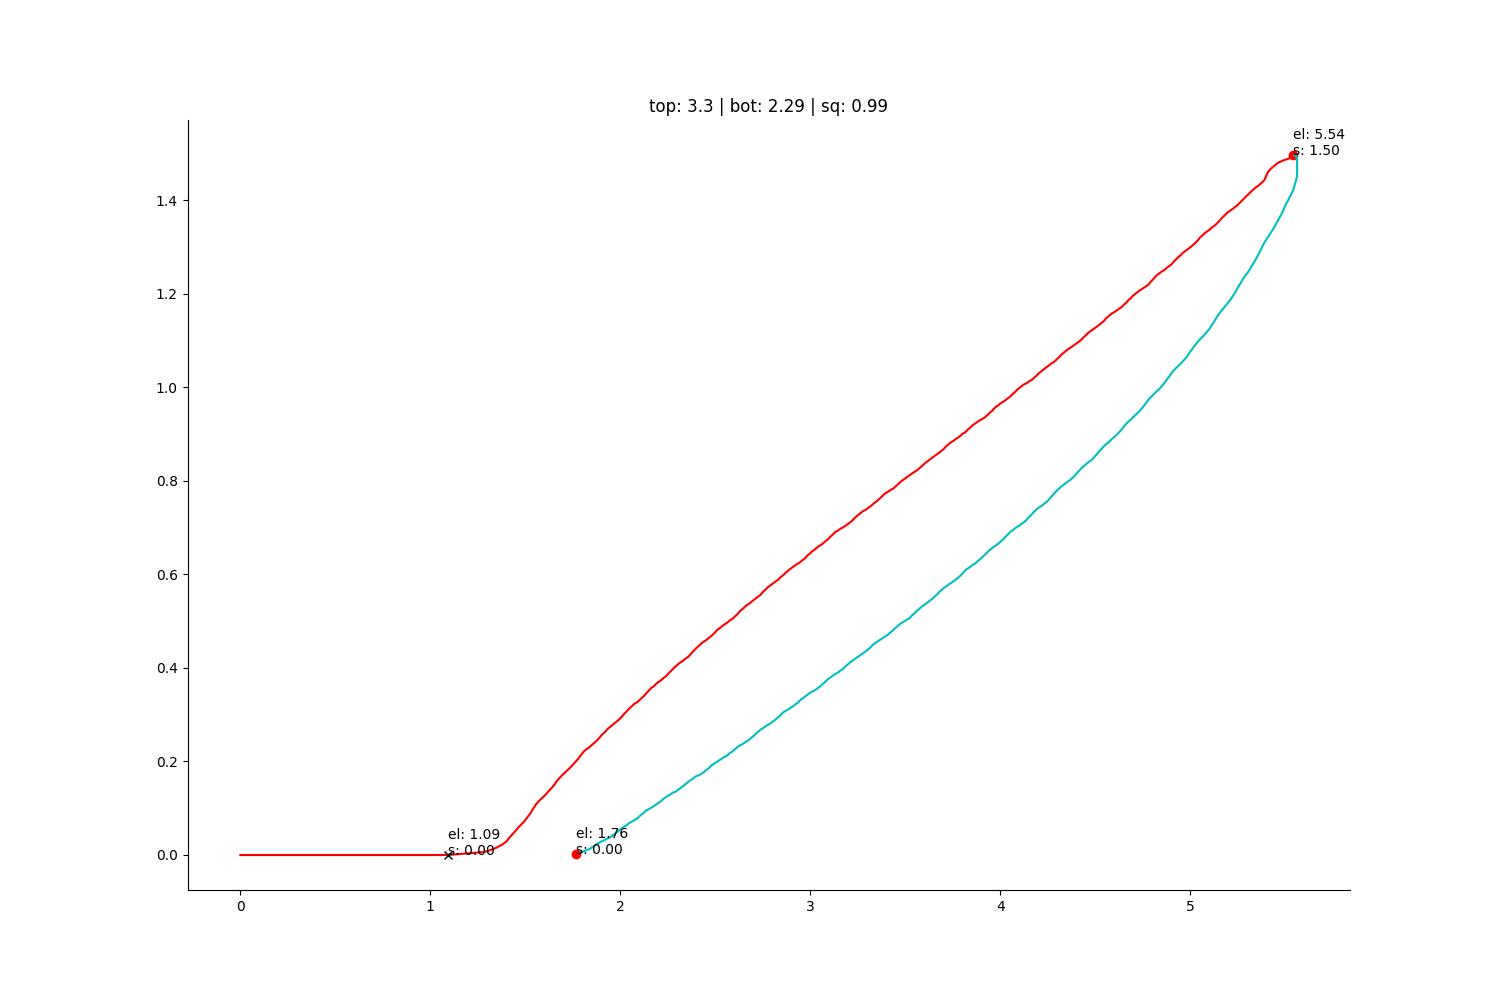 top: 3.3 | bot: 2.29 | sq: 0.99
el: 5.54
s: 1.50
1.4
1.2
1.0
0.8
0.6
0.4
0.2
0.0
el: 1.09
s: 0.00
el: 1.76
s: 0.00
0 1 2 3 4 5